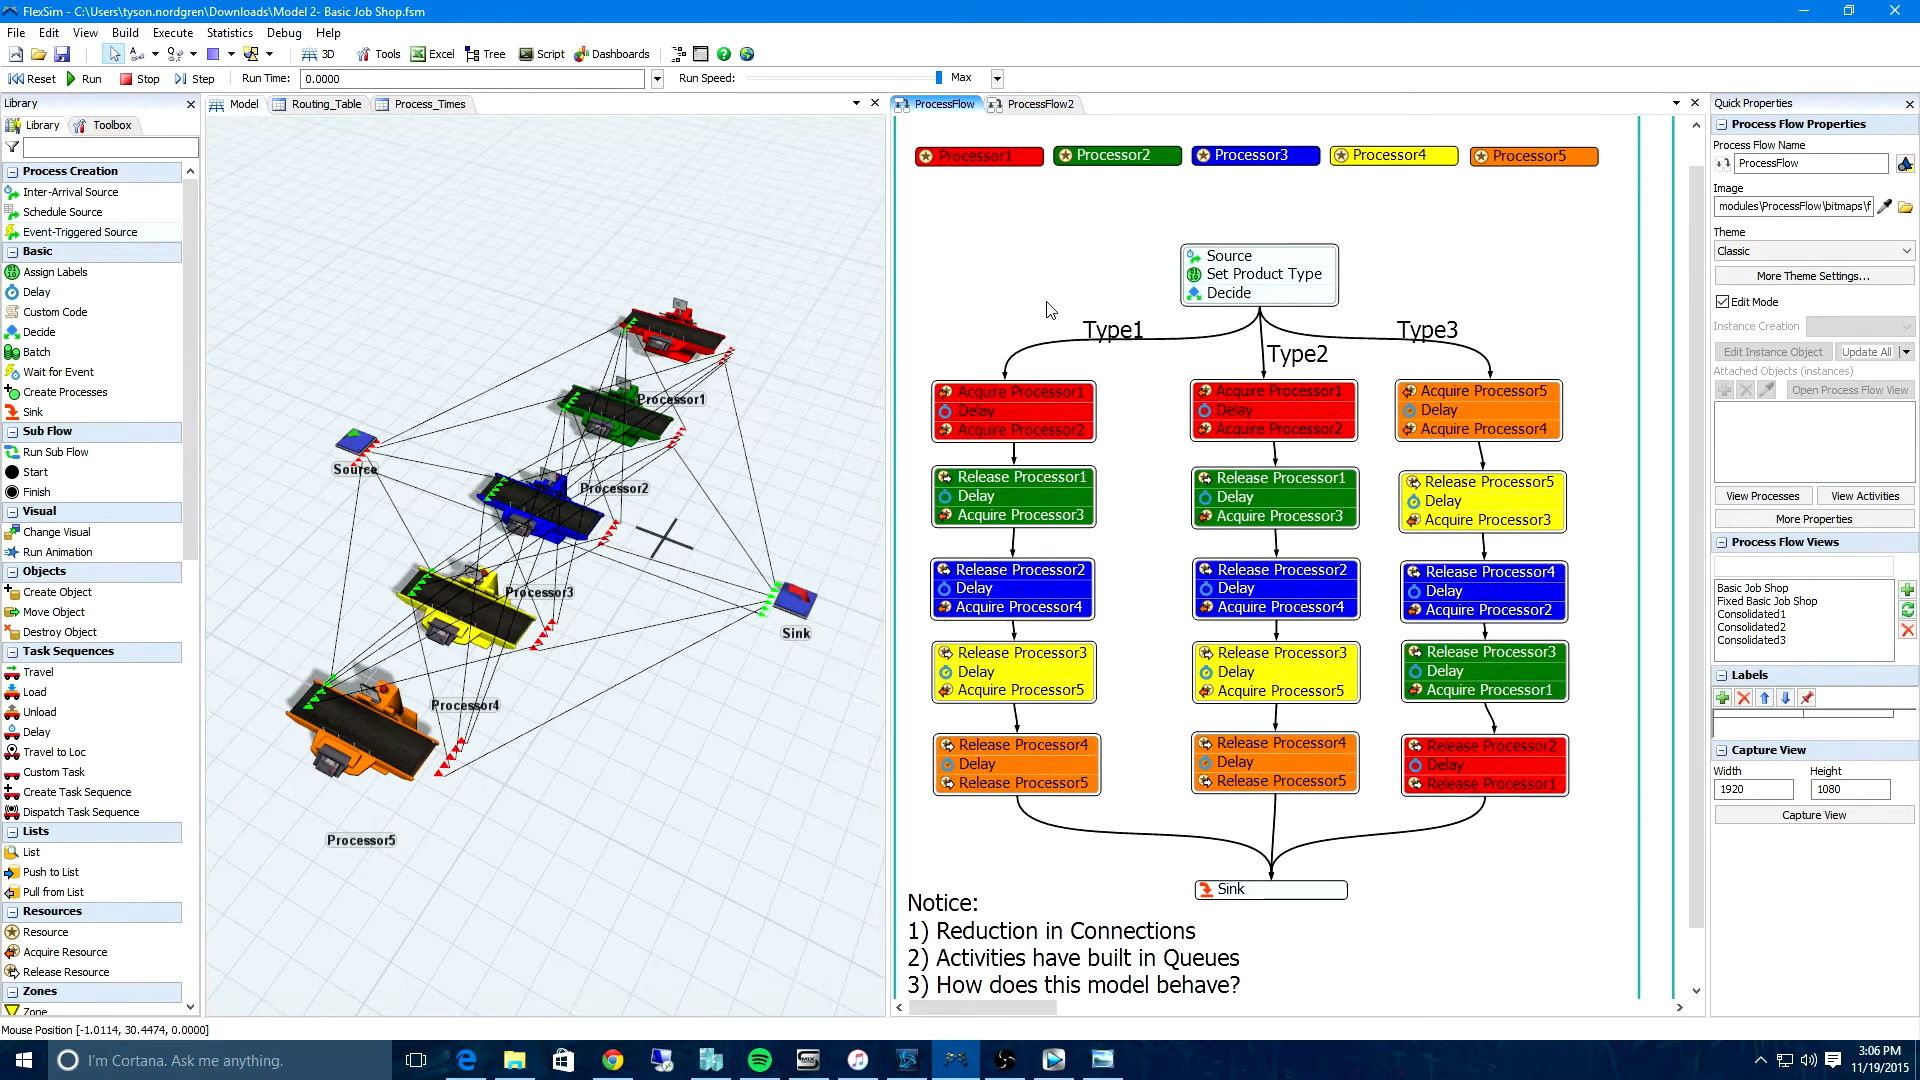 FlexSim - C:\Users\tyson.nordgren\Downloads\Model 2- Basic Job Shop.fsm
File Edit View Build Execute Statistics Debug Help
3D Tools Excel Tree Script Dashboards
Reset Run Stop Step Run Time: 0.0000 Run Speed: Max
Library
Library Toolbox
Process Creation
Inter-Arrival Source
Schedule Source
Event-Triggered Source
Basic
Assign Labels
Delay
Custom Code
Decide
Batch
Wait for Event
Create Processes
Sink
Sub Flow
Run Sub Flow
Start
Finish
Visual
Change Visual
Run Animation
Objects
Create Object
Move Object
Destroy Object
Task Sequences
Travel
Load
Unload
Delay
Travel to Loc
Custom Task
Create Task Sequence
Dispatch Task Sequence
Lists
List
Push to List
Pull from List
Resources
Resource
Acquire Resource
Release Resource
Zones
Zone
Mouse Position [-1.0114, 30.4474, 0.0000]
Model Routing_Table Process_Times
Processor1
Source
Processor2
Processor3
Sink
Processor4
Processor5
ProcessFlow ProcessFlow2
Processor1 Processor2 Processor3 Processor4 Processor5
Source
Set Product Type
Decide
Type1
Type2
Type3
Acquire Processor1
Delay
Acquire Processor2
Release Processor1
Delay
Acquire Processor3
Release Processor2
Delay
Acquire Processor4
Release Processor3
Delay
Acquire Processor5
Release Processor4
Delay
Release Processor5
Acquire Processor1
Delay
Acquire Processor2
Release Processor1
Delay
Acquire Processor3
Release Processor2
Delay
Acquire Processor4
Release Processor3
Delay
Acquire Processor5
Release Processor4
Delay
Release Processor5
Acquire Processor5
Delay
Acquire Processor4
Release Processor5
Delay
Acquire Processor3
Release Processor4
Delay
Acquire Processor2
Release Processor3
Delay
Acquire Processor1
Release Processor2
Delay
Release Processor1
Sink
Notice:
1) Reduction in Connections
2) Activities have built in Queues
3) How does this model behave?
Quick Properties
Process Flow Properties
Process Flow Name
ProcessFlow
Image
modules\ProcessFlow\bitmaps\f
Theme
Classic
More Theme Settings...
Edit Mode
Instance Creation
Edit Instance Object Update All
Attached Objects (instances)
Open Process Flow View
View Processes View Activities
More Properties
Process Flow Views
Basic Job Shop
Fixed Basic Job Shop
Consolidated1
Consolidated2
Consolidated3
Labels
Capture View
Width Height
1920 1080
Capture View
I'm Cortana. Ask me anything.
3:06 PM
11/19/2015